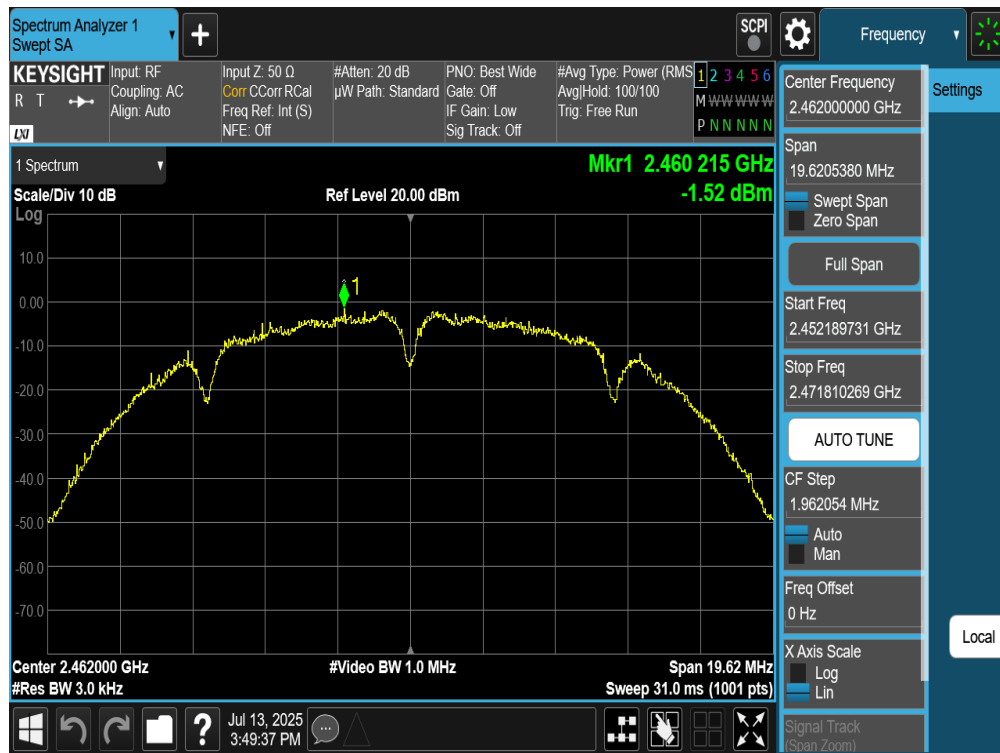 Spectrum Analyzer 1
Swept SA
+
SCPI
Frequency
KEYSIGHT
R T
LXI
Input: RF
Coupling: AC
Align: Auto
Input Z: 50 Ω
Corr CCorr RCal
Freq Ref: Int (S)
NFE: Off
#Atten: 20 dB
µW Path: Standard
PNO: Best Wide
Gate: Off
IF Gain: Low
Sig Track: Off
#Avg Type: Power (RMS
Avg|Hold: 100/100
Trig: Free Run
1 2 3 4 5 6
M W W W W W
P N N N N N
1 Spectrum
Mkr1 2.460 215 GHz
Scale/Div 10 dB
Ref Level 20.00 dBm
-1.52 dBm
Log
1
10.0
0.00
-10.0
-20.0
-30.0
-40.0
-50.0
-60.0
-70.0
Center 2.462000 GHz
#Video BW 1.0 MHz
Span 19.62 MHz
#Res BW 3.0 kHz
Sweep 31.0 ms (1001 pts)
Center Frequency
2.462000000 GHz
Span
19.6205380 MHz
Swept Span
Zero Span
Full Span
Start Freq
2.452189731 GHz
Stop Freq
2.471810269 GHz
AUTO TUNE
CF Step
1.962054 MHz
Auto
Man
Freq Offset
0 Hz
X Axis Scale
Log
Lin
Signal Track
(Span Zoom)
Settings
Local
?
Jul 13, 2025
3:49:37 PM